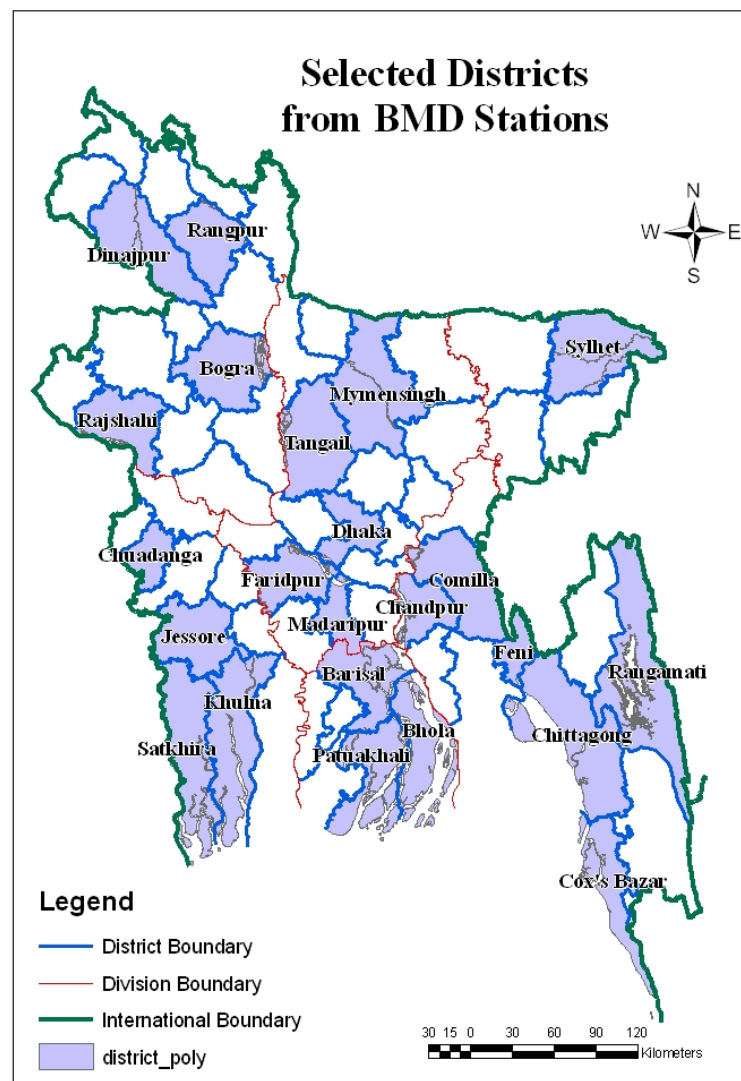 Selected Districts
from BMD Stations
N
W E
S
Rangpur
Dinajpur
Sylhet
Bogra
Mymensingh
Rajshahi
Tangail
Dhaka
Chuadanga
Faridpur
Comilla
Chandpur
Madaripur
Jessore
Feni
Rangamati
Barisal
Khulna
Bhola
Chittagong
Satkhira
Patuakhali
Cox's Bazar
Legend
District Boundary
Division Boundary
International Boundary
district_poly
30 15 0 30 60 90 120
Kilometers